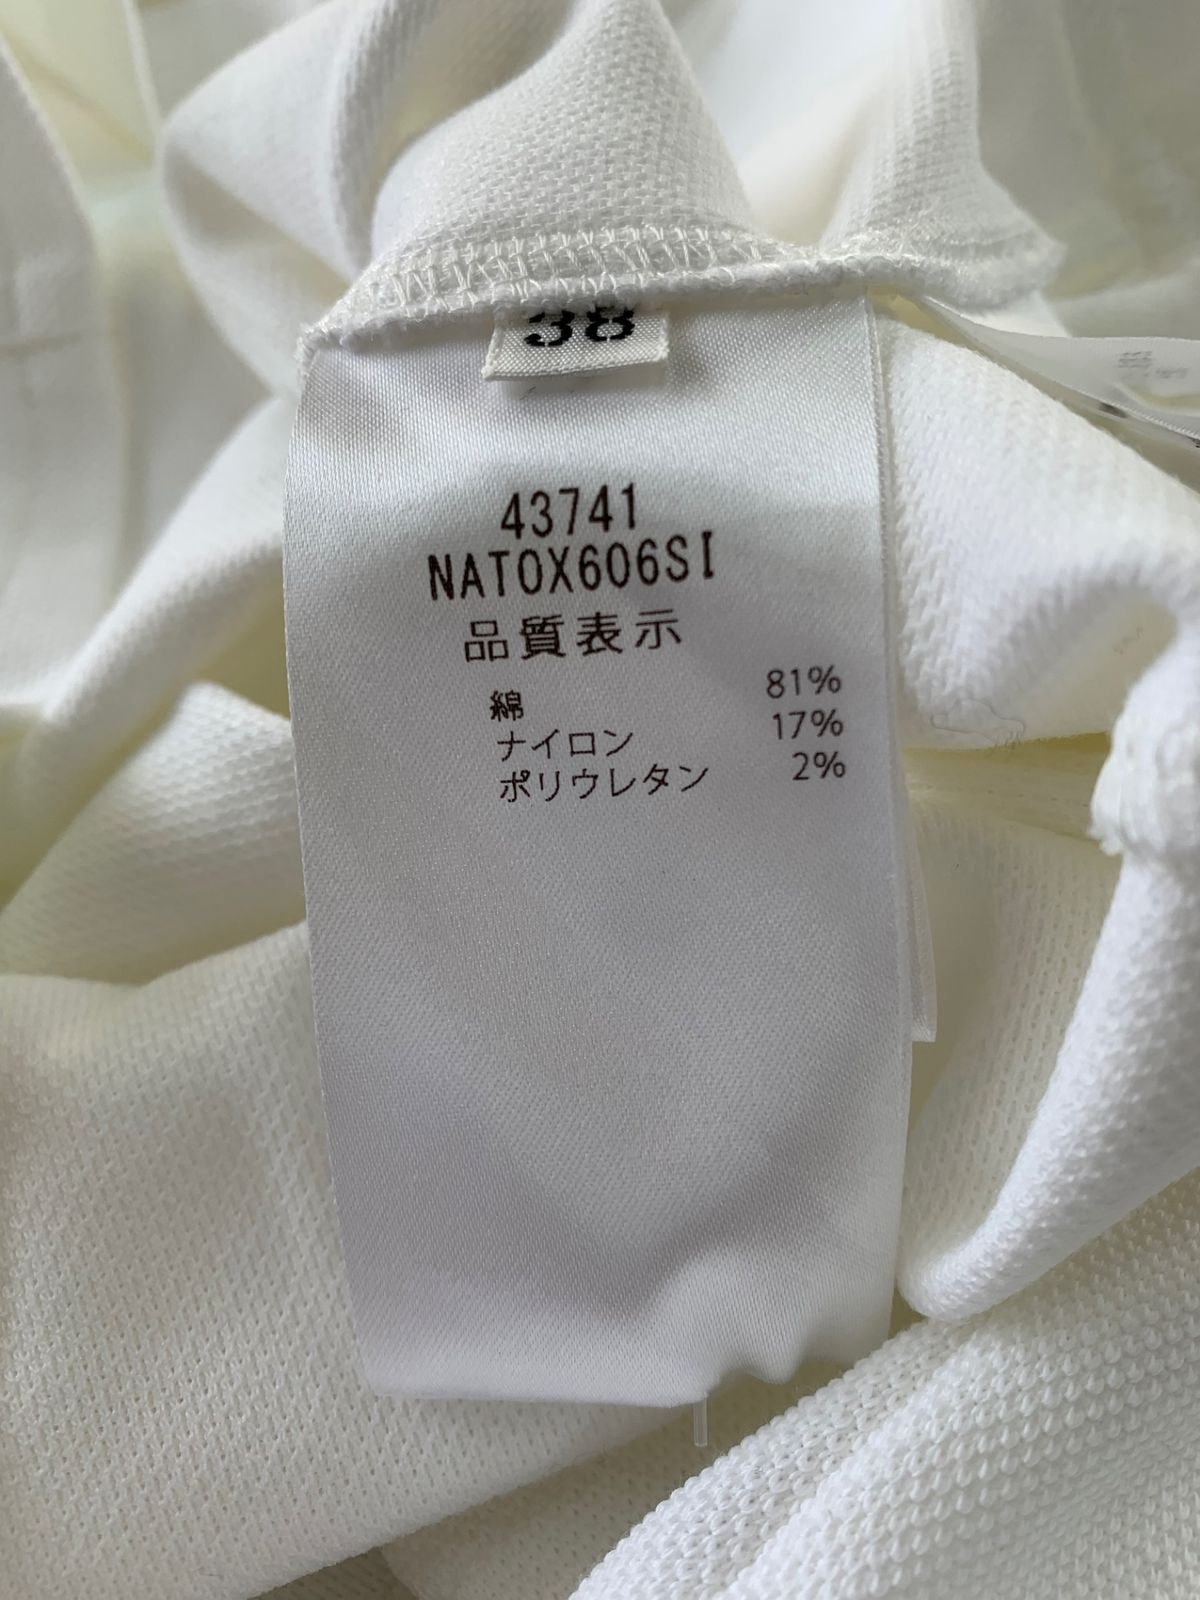 38
43741
NATOX606SI
品質表示
綿 81%
ナイロン 17%
ポリウレタン 2%